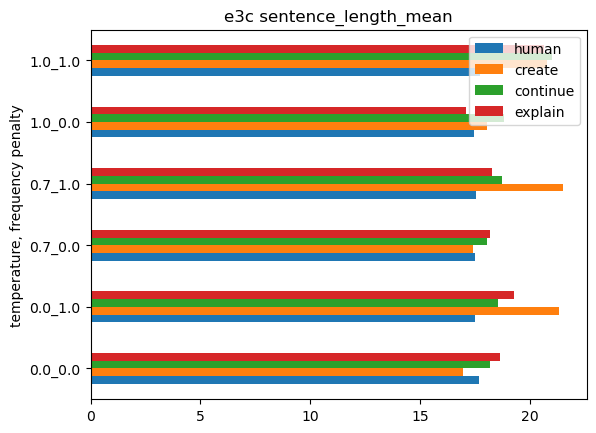 e3c sentence_length_mean
human
create
continue
explain
1.0_1.0
1.0_0.0
0.7_1.0
0.7_0.0
0.0_1.0
0.0_0.0
temperature, frequency penalty
0 5 10 15 20